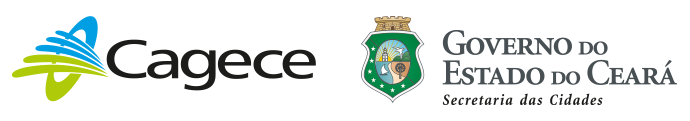 Cagece
GOVERNO DO
ESTADO DO CEARÁ
Secretaria das Cidades